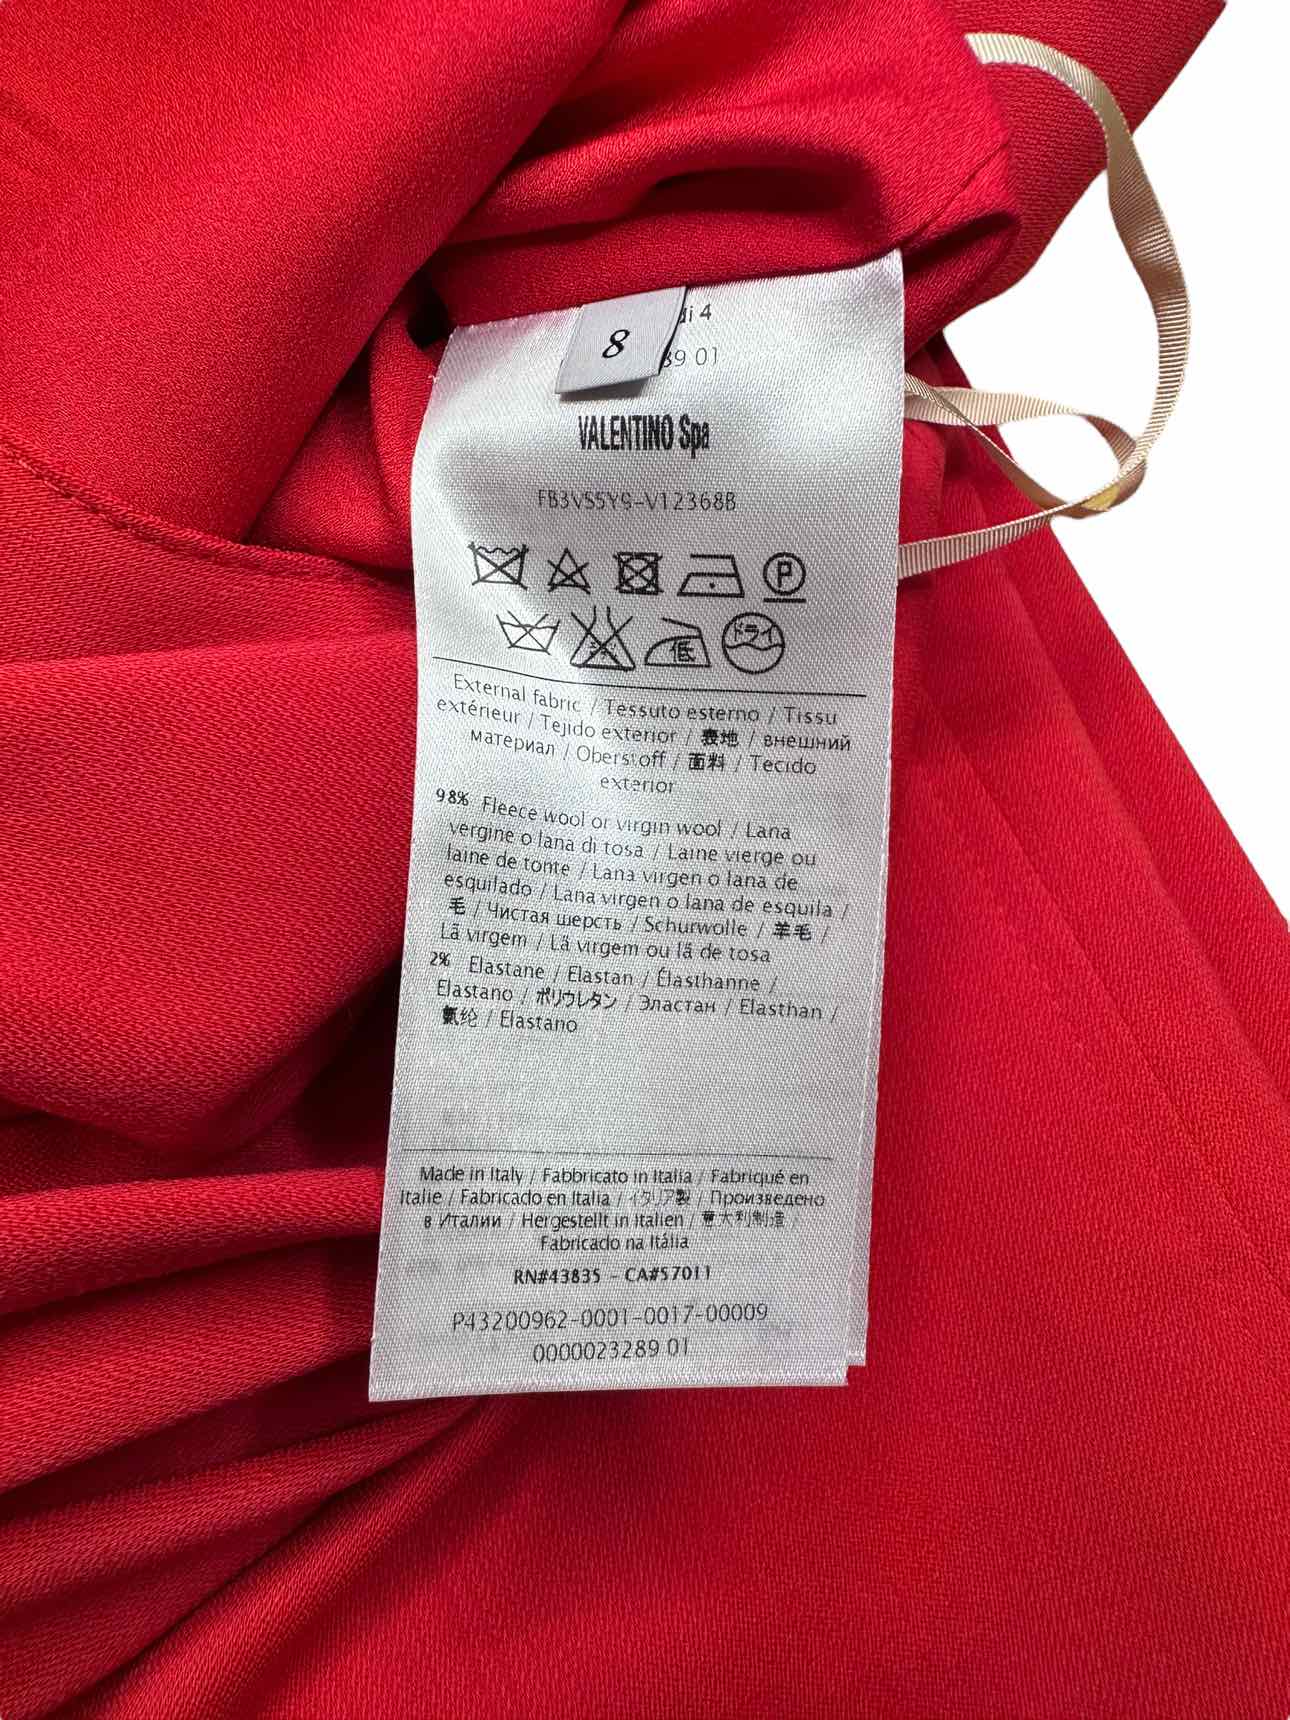 8
di 4
89 01
VALENTINO Spa
FB3VS5Y9-V12368B
P
ドライ
低
External fabric / Tessuto esterno / Tissu
extérieur / Tejido exterior / 表地 / внешний
материал / Oberstoff / 面料 / Tecido
exterior
98% Fleece wool or virgin wool / Lana
vergine o lana di tosa / Laine vierge ou
laine de tonte / Lana virgen o lana de
esquilado / Lana virgen o lana de esquila /
毛 / Чистая шерсть / Schurwolle / 羊毛 /
Lã virgem / Lã virgem ou lã de tosa
2% Elastane / Elastan / Élasthanne /
Elastano / ポリウレタン / Эластан / Elasthan /
氨纶 / Elastano
Made in Italy / Fabbricato in Italia / Fabriqué en
Italie / Fabricado en Italia / イタリア製 / Произведено
в Италии / Hergestellt in Italien / 意大利制造 /
Fabricado na Itália
RN#43835 - CA#57011
P43200962-0001-0017-00009
0000023289 01